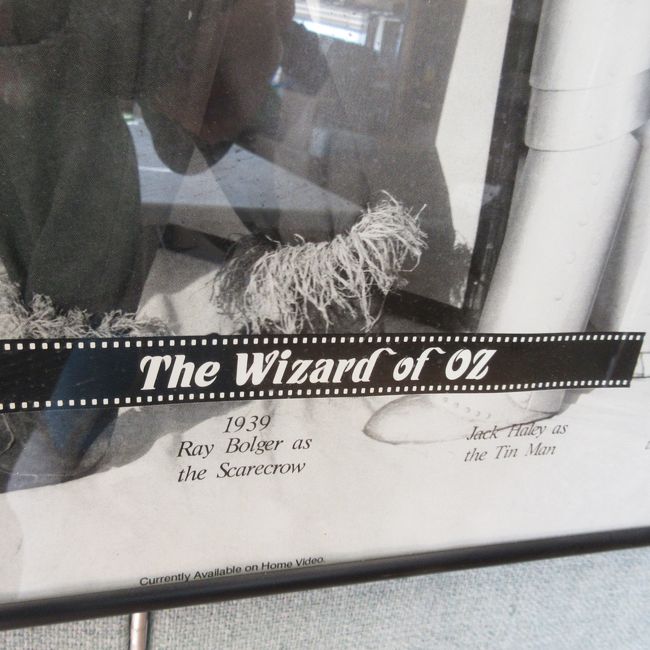 The Wizard of OZ
1939
Ray Bolger as
the Scarecrow
Jack Haley as
the Tin Man
Currently Available on Home Video.